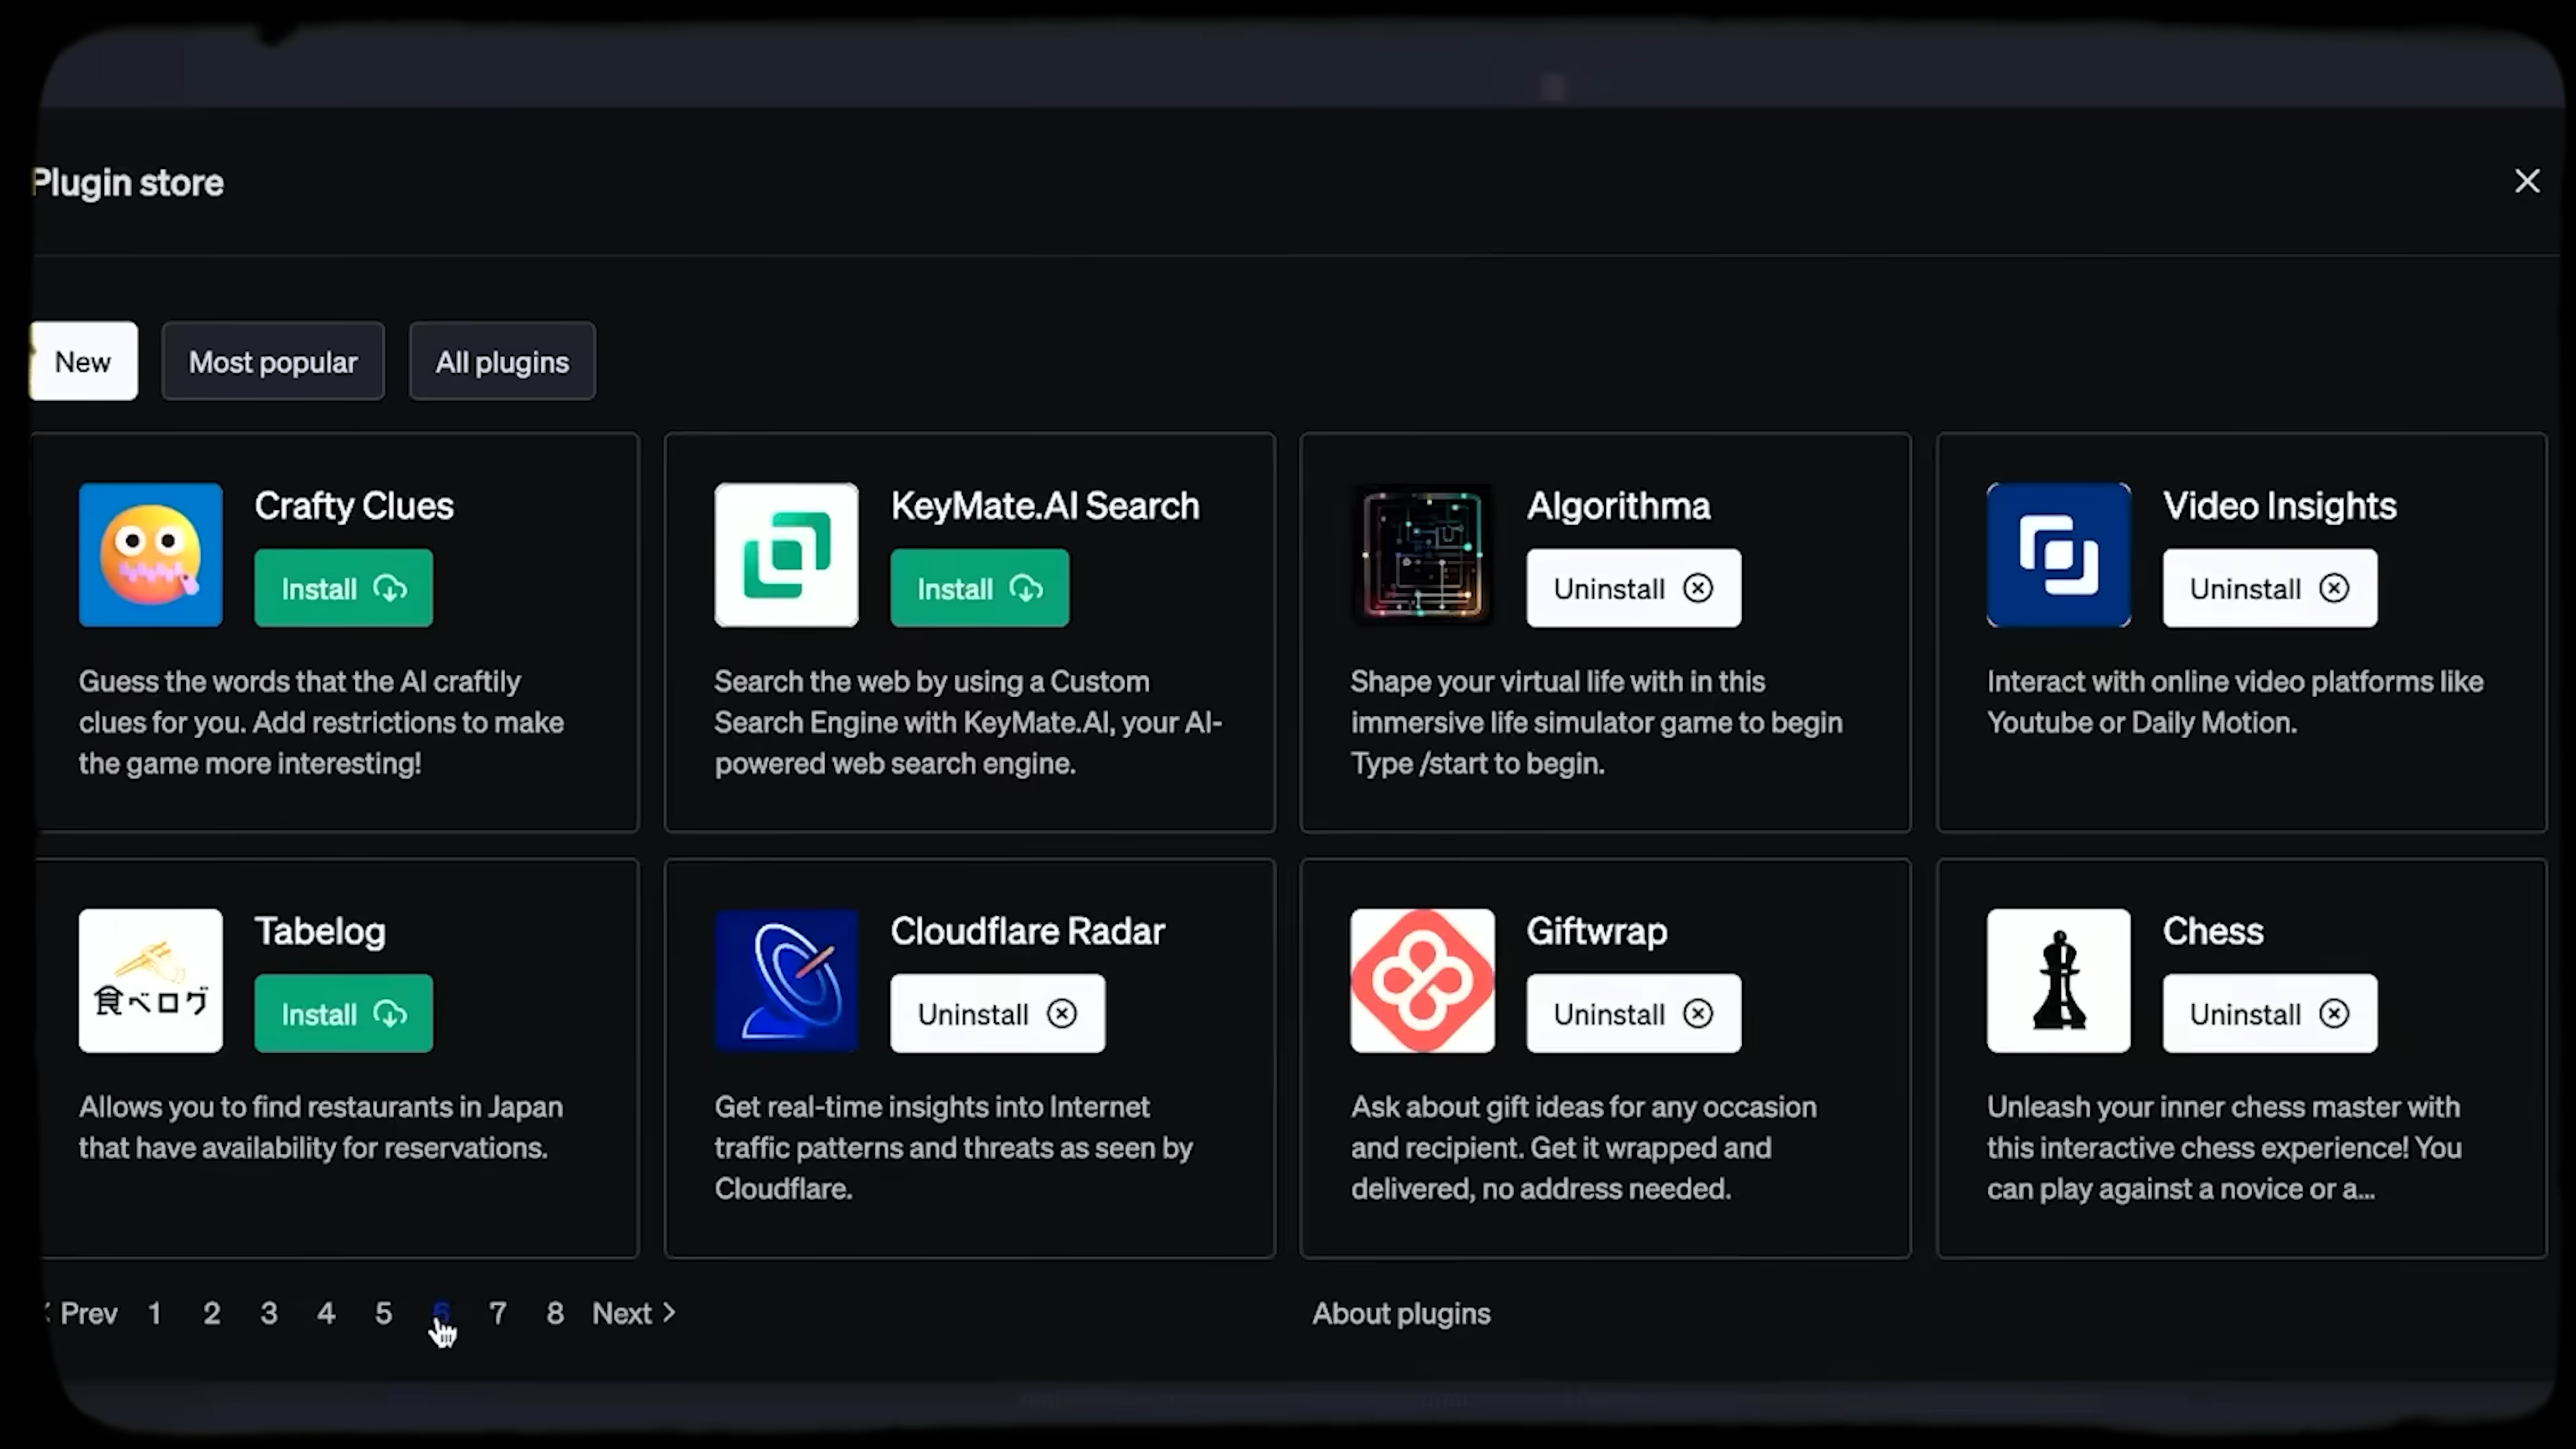 Plugin store
New
Most popular
All plugins
Crafty Clues
Install
Guess the words that the AI craftily
clues for you. Add restrictions to make
the game more interesting!
KeyMate.AI Search
Install
Search the web by using a Custom
Search Engine with KeyMate.AI, your AI-
powered web search engine.
Algorithma
Uninstall
Shape your virtual life with in this
immersive life simulator game to begin
Type /start to begin.
Video Insights
Uninstall
Interact with online video platforms like
Youtube or Daily Motion.
食べログ
Tabelog
Install
Allows you to find restaurants in Japan
that have availability for reservations.
Cloudflare Radar
Uninstall
Get real-time insights into Internet
traffic patterns and threats as seen by
Cloudflare.
Giftwrap
Uninstall
Ask about gift ideas for any occasion
and recipient. Get it wrapped and
delivered, no address needed.
Chess
Uninstall
Unleash your inner chess master with
this interactive chess experience! You
can play against a novice or a...
Prev 1 2 3 4 5 6 7 8 Next
About plugins